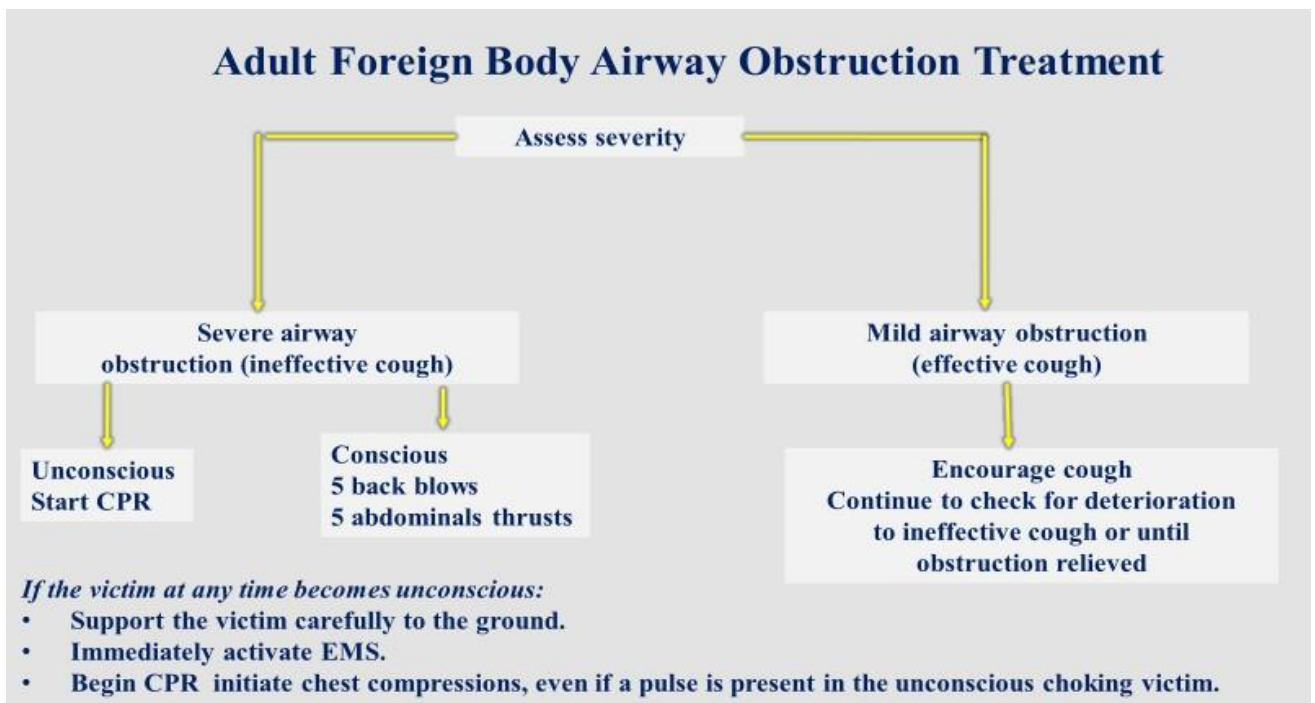 Adult Foreign Body Airway Obstruction Treatment
Assess severity
Severe airway
obstruction (ineffective cough)
Mild airway obstruction
(effective cough)
Unconscious
Start CPR
Conscious
5 back blows
5 abdominals thrusts
Encourage cough
Continue to check for deterioration
to ineffective cough or until
obstruction relieved
If the victim at any time becomes unconscious:
• Support the victim carefully to the ground.
• Immediately activate EMS.
• Begin CPR initiate chest compressions, even if a pulse is present in the unconscious choking victim.